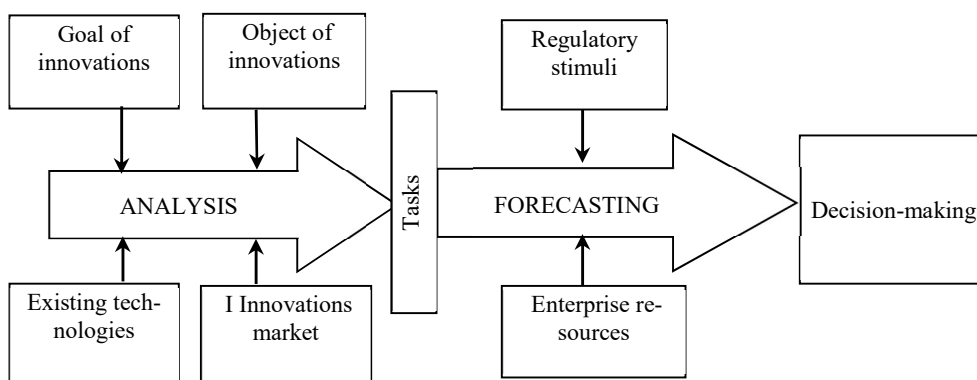 Goal of
innovations
Object of
innovations
Regulatory
stimuli
ANALYSIS
Tasks
FORECASTING
Decision-making
Existing tech-
nologies
I Innovations
market
Enterprise re-
sources